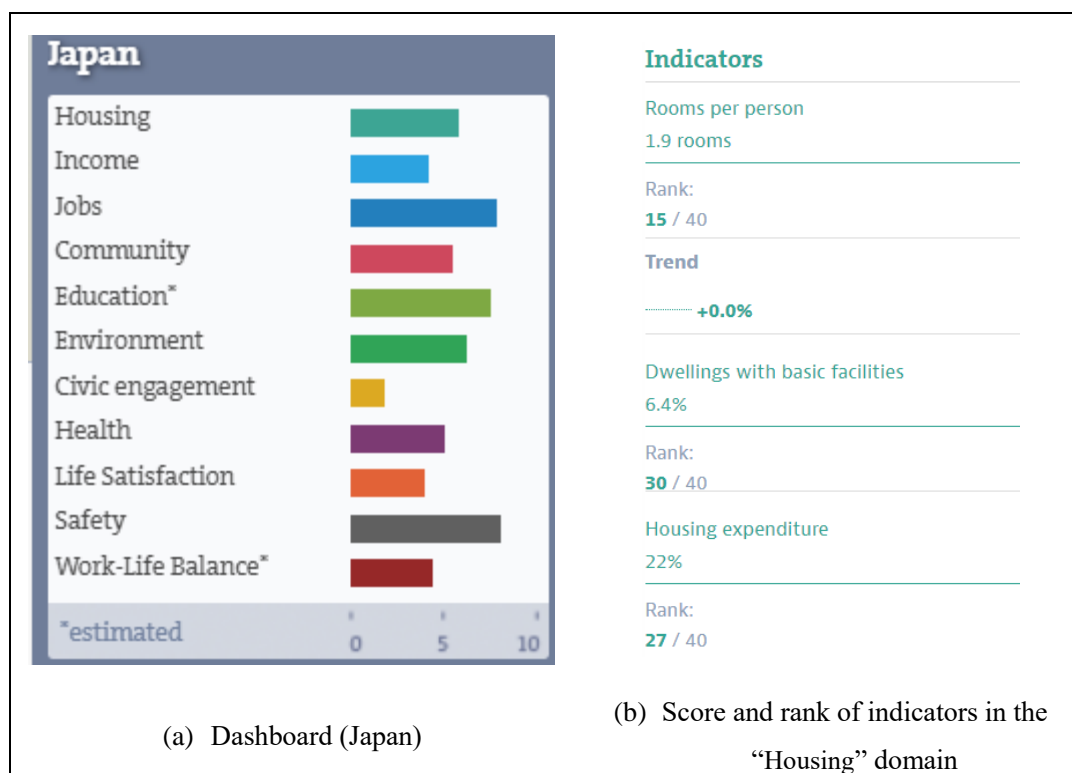 Japan
Housing
Income
Jobs
Community
Education*
Environment
Civic engagement
Health
Life Satisfaction
Safety
Work-Life Balance*
*estimated
0 5 10
(a) Dashboard (Japan)
Indicators
Rooms per person
1.9 rooms
Rank:
15 / 40
Trend
+0.0%
Dwellings with basic facilities
6.4%
Rank:
30 / 40
Housing expenditure
22%
Rank:
27 / 40
(b) Score and rank of indicators in the
“Housing” domain